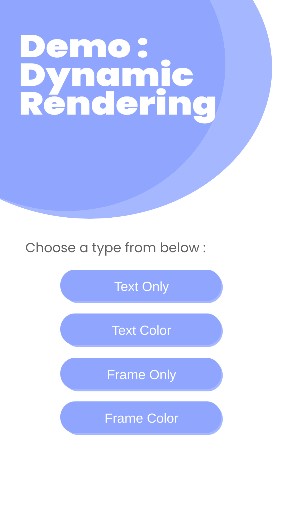 Demo :
Dynamic
Rendering
Choose a type from below :
Text Only
Text Color
Frame Only
Frame Color